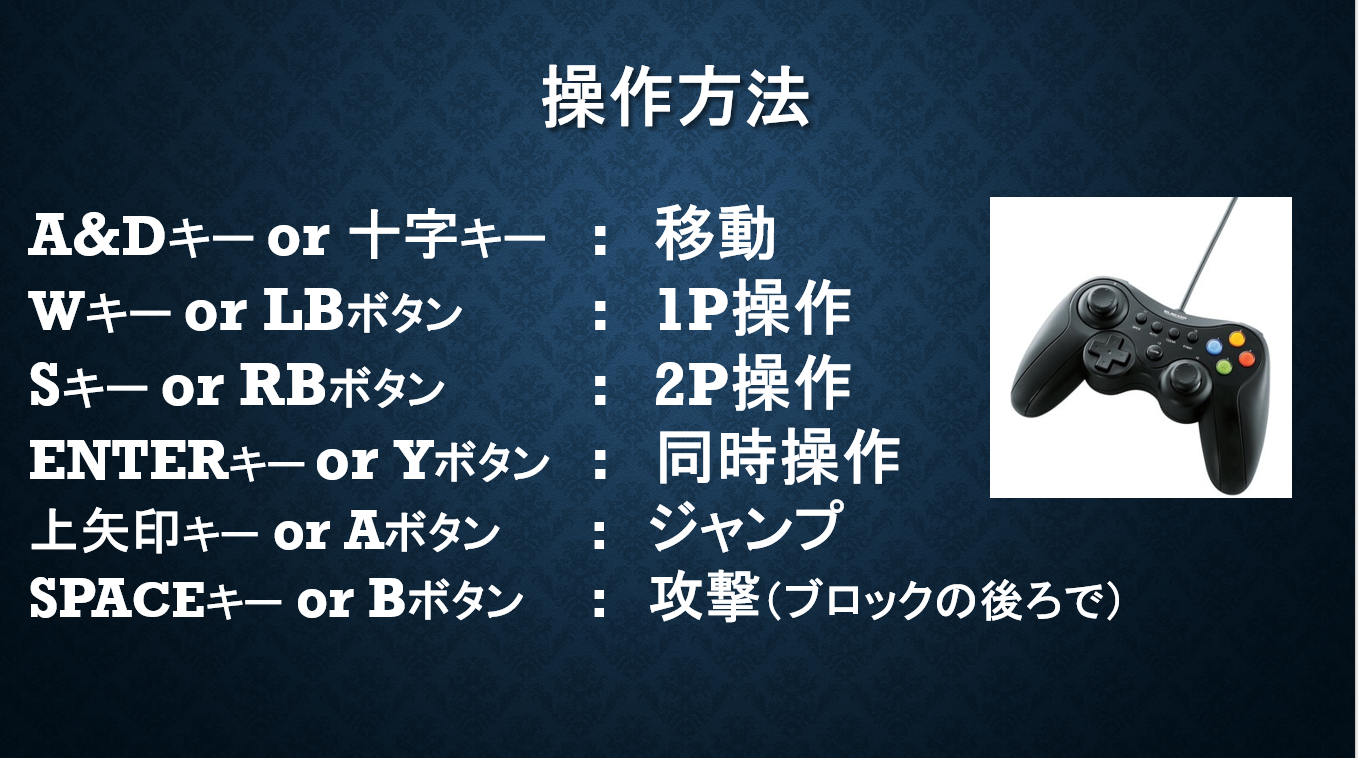 操作方法
A&Dキー or 十字キー : 移動
Wキー or LBボタン : 1P操作
Sキー or RBボタン : 2P操作
ENTERキー or Yボタン : 同時操作
上矢印キー or Aボタン : ジャンプ
SPACEキー or Bボタン : 攻撃(ブロックの後ろで)